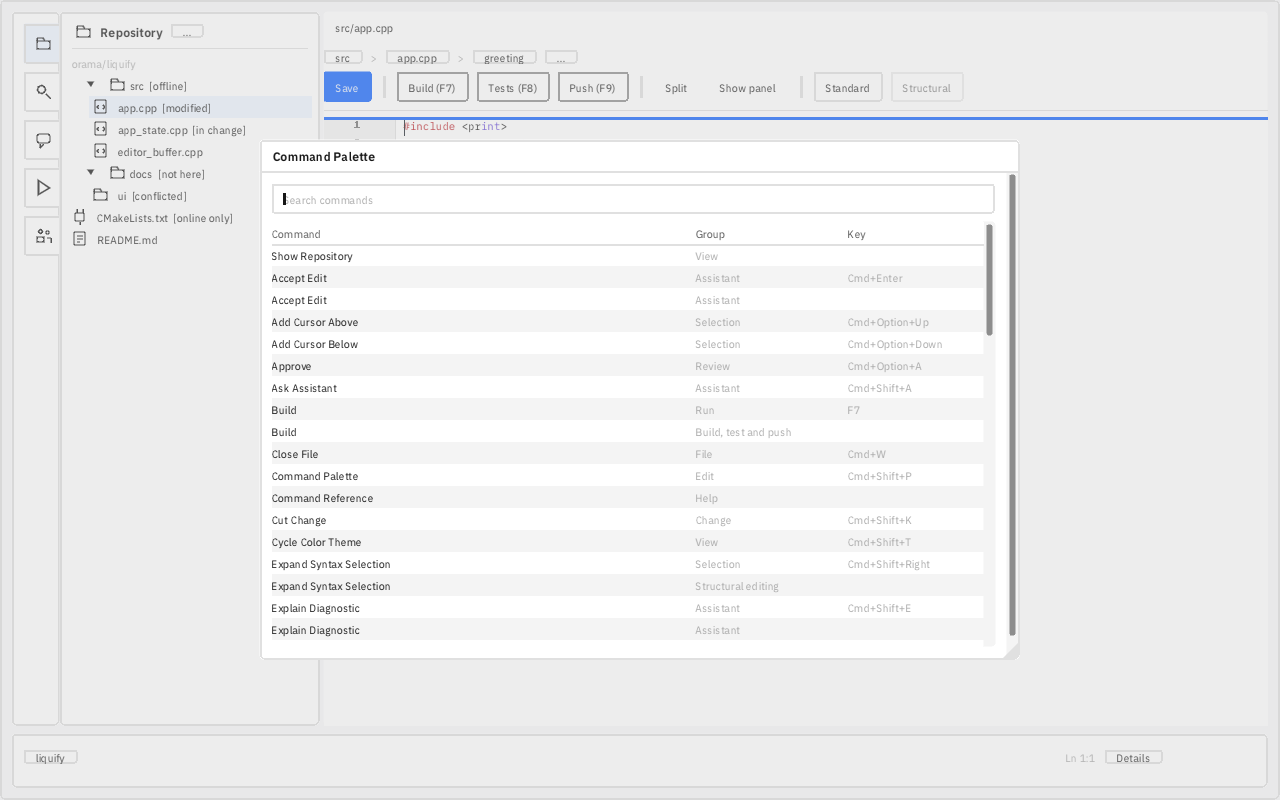 Repository ...
orama/liquify
src [offline]
app.cpp [modified]
app_state.cpp [in change]
editor_buffer.cpp
docs [not here]
ui [conflicted]
CMakeLists.txt [online only]
README.md
src/app.cpp
src > app.cpp > greeting ...
Save Build (F7) Tests (F8) Push (F9) Split Show panel Standard Structural
1 #include <print>
Command Palette
Search commands
Command Group Key
Show Repository View
Accept Edit Assistant Cmd+Enter
Accept Edit Assistant
Add Cursor Above Selection Cmd+Option+Up
Add Cursor Below Selection Cmd+Option+Down
Approve Review Cmd+Option+A
Ask Assistant Assistant Cmd+Shift+A
Build Run F7
Build Build, test and push
Close File File Cmd+W
Command Palette Edit Cmd+Shift+P
Command Reference Help
Cut Change Change Cmd+Shift+K
Cycle Color Theme View Cmd+Shift+T
Expand Syntax Selection Selection Cmd+Shift+Right
Expand Syntax Selection Structural editing
Explain Diagnostic Assistant Cmd+Shift+E
Explain Diagnostic Assistant
liquify Ln 1:1 Details